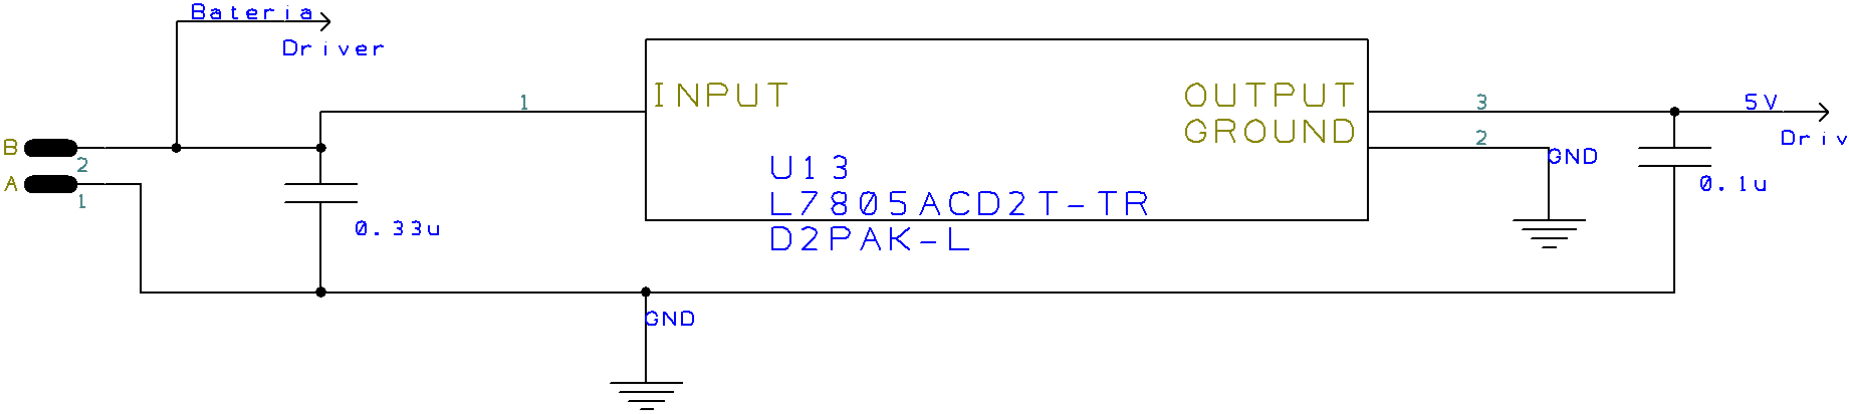 Bateria
Driver
INPUT
1
OUTPUT
3
5V
GROUND
2
GND
Driv
B
2
A
1
0.33u
U13
L7805ACD2T-TR
D2PAK-L
0.1u
GND